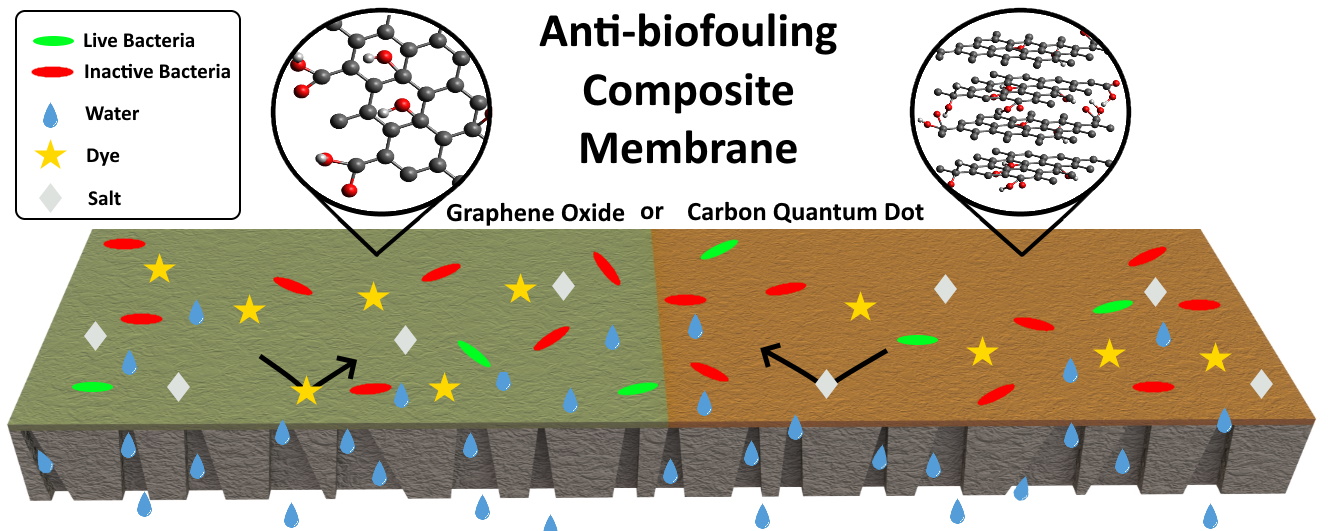 Live Bacteria
Inactive Bacteria
Water
Dye
Salt
Anti-biofouling
Composite
Membrane
Graphene Oxide or Carbon Quantum Dot